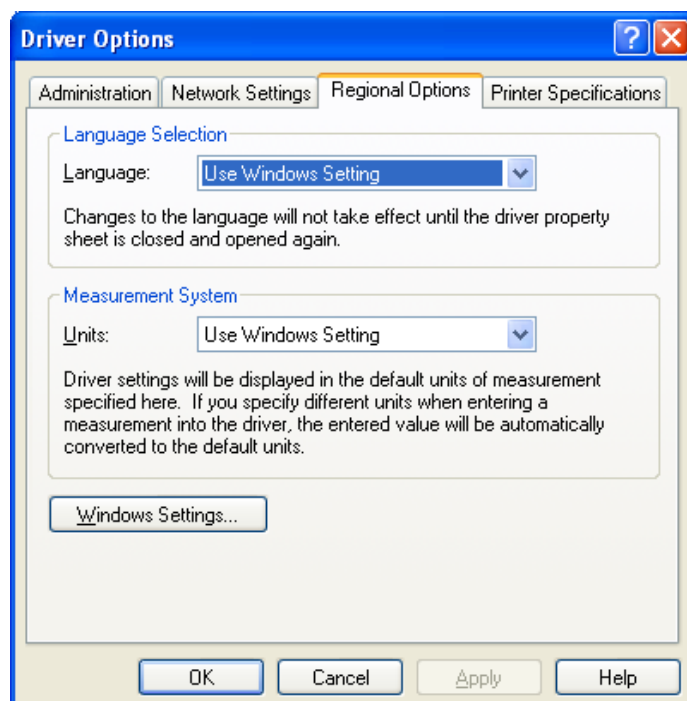 Driver Options
Administration Network Settings Regional Options Printer Specifications
Language Selection
Language: Use Windows Setting
Changes to the language will not take effect until the driver property
sheet is closed and opened again.
Measurement System
Units: Use Windows Setting
Driver settings will be displayed in the default units of measurement
specified here. If you specify different units when entering a
measurement into the driver, the entered value will be automatically
converted to the default units.
Windows Settings...
OK Cancel Apply Help